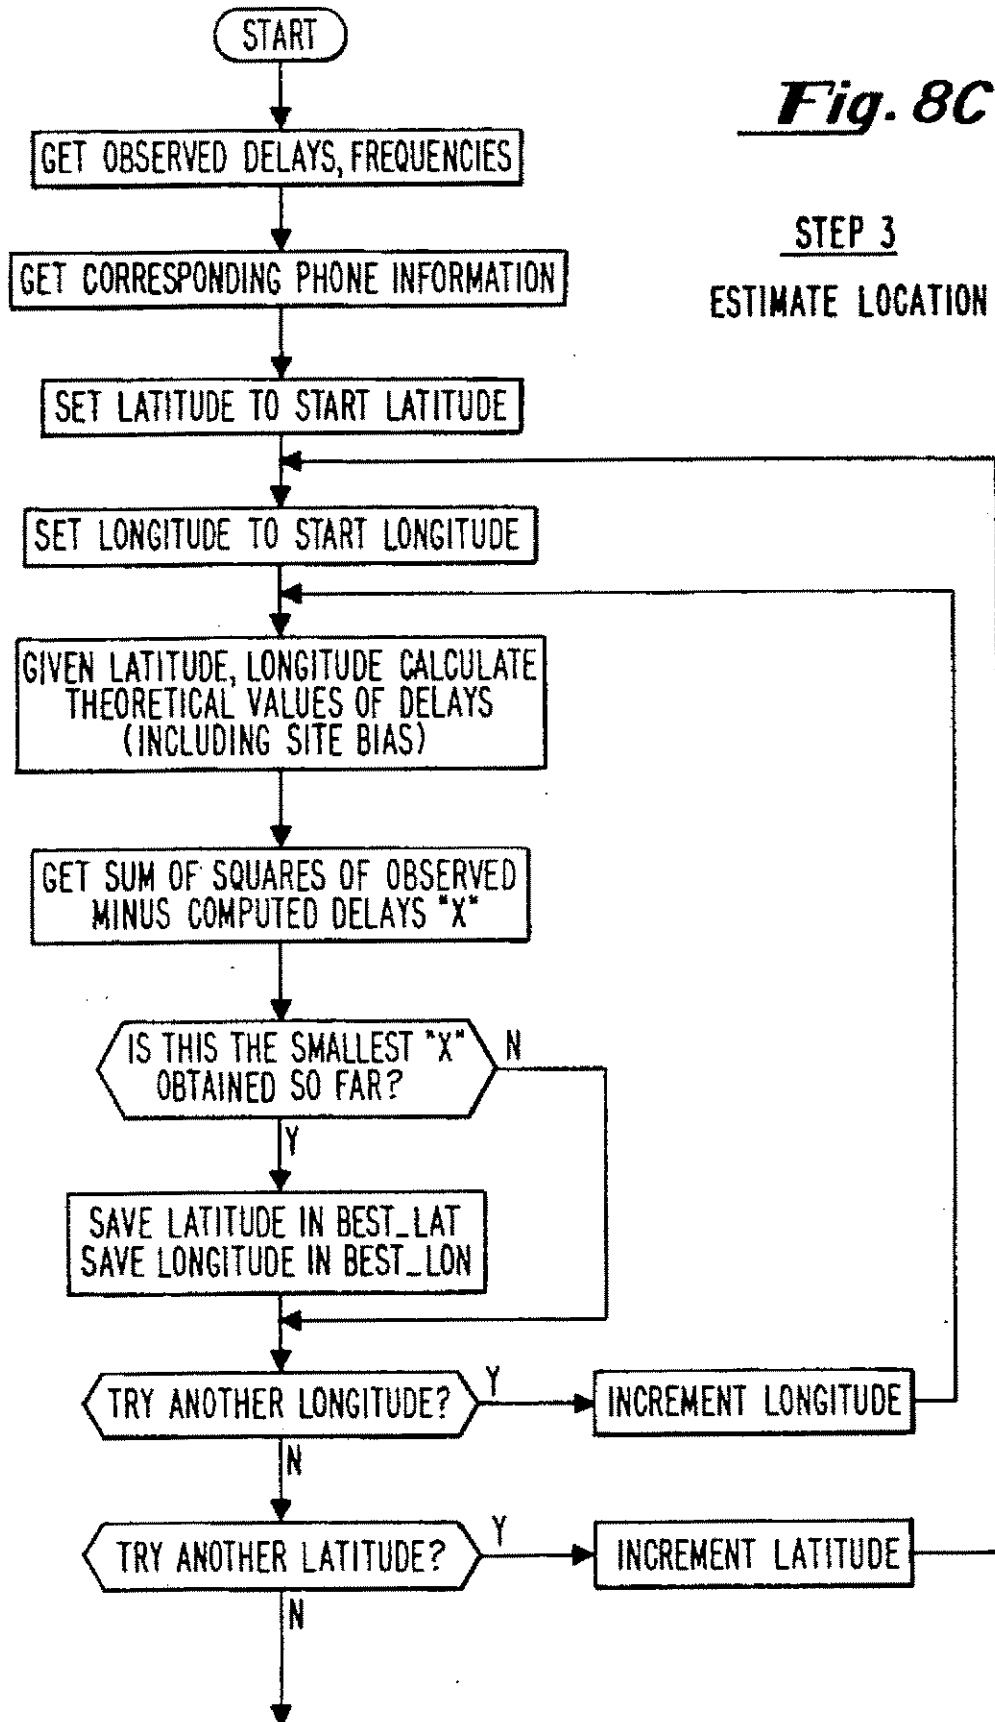 START
Fig. 8C
GET OBSERVED DELAYS, FREQUENCIES
STEP 3
GET CORRESPONDING PHONE INFORMATION
ESTIMATE LOCATION
SET LATITUDE TO START LATITUDE
SET LONGITUDE TO START LONGITUDE
GIVEN LATITUDE, LONGITUDE CALCULATE
THEORETICAL VALUES OF DELAYS
(INCLUDING SITE BIAS)
GET SUM OF SQUARES OF OBSERVED
MINUS COMPUTED DELAYS "X"
IS THIS THE SMALLEST "X"
OBTAINED SO FAR?
N
Y
SAVE LATITUDE IN BEST_LAT
SAVE LONGITUDE IN BEST_LON
TRY ANOTHER LONGITUDE?
Y
INCREMENT LONGITUDE
N
TRY ANOTHER LATITUDE?
Y
INCREMENT LATITUDE
N